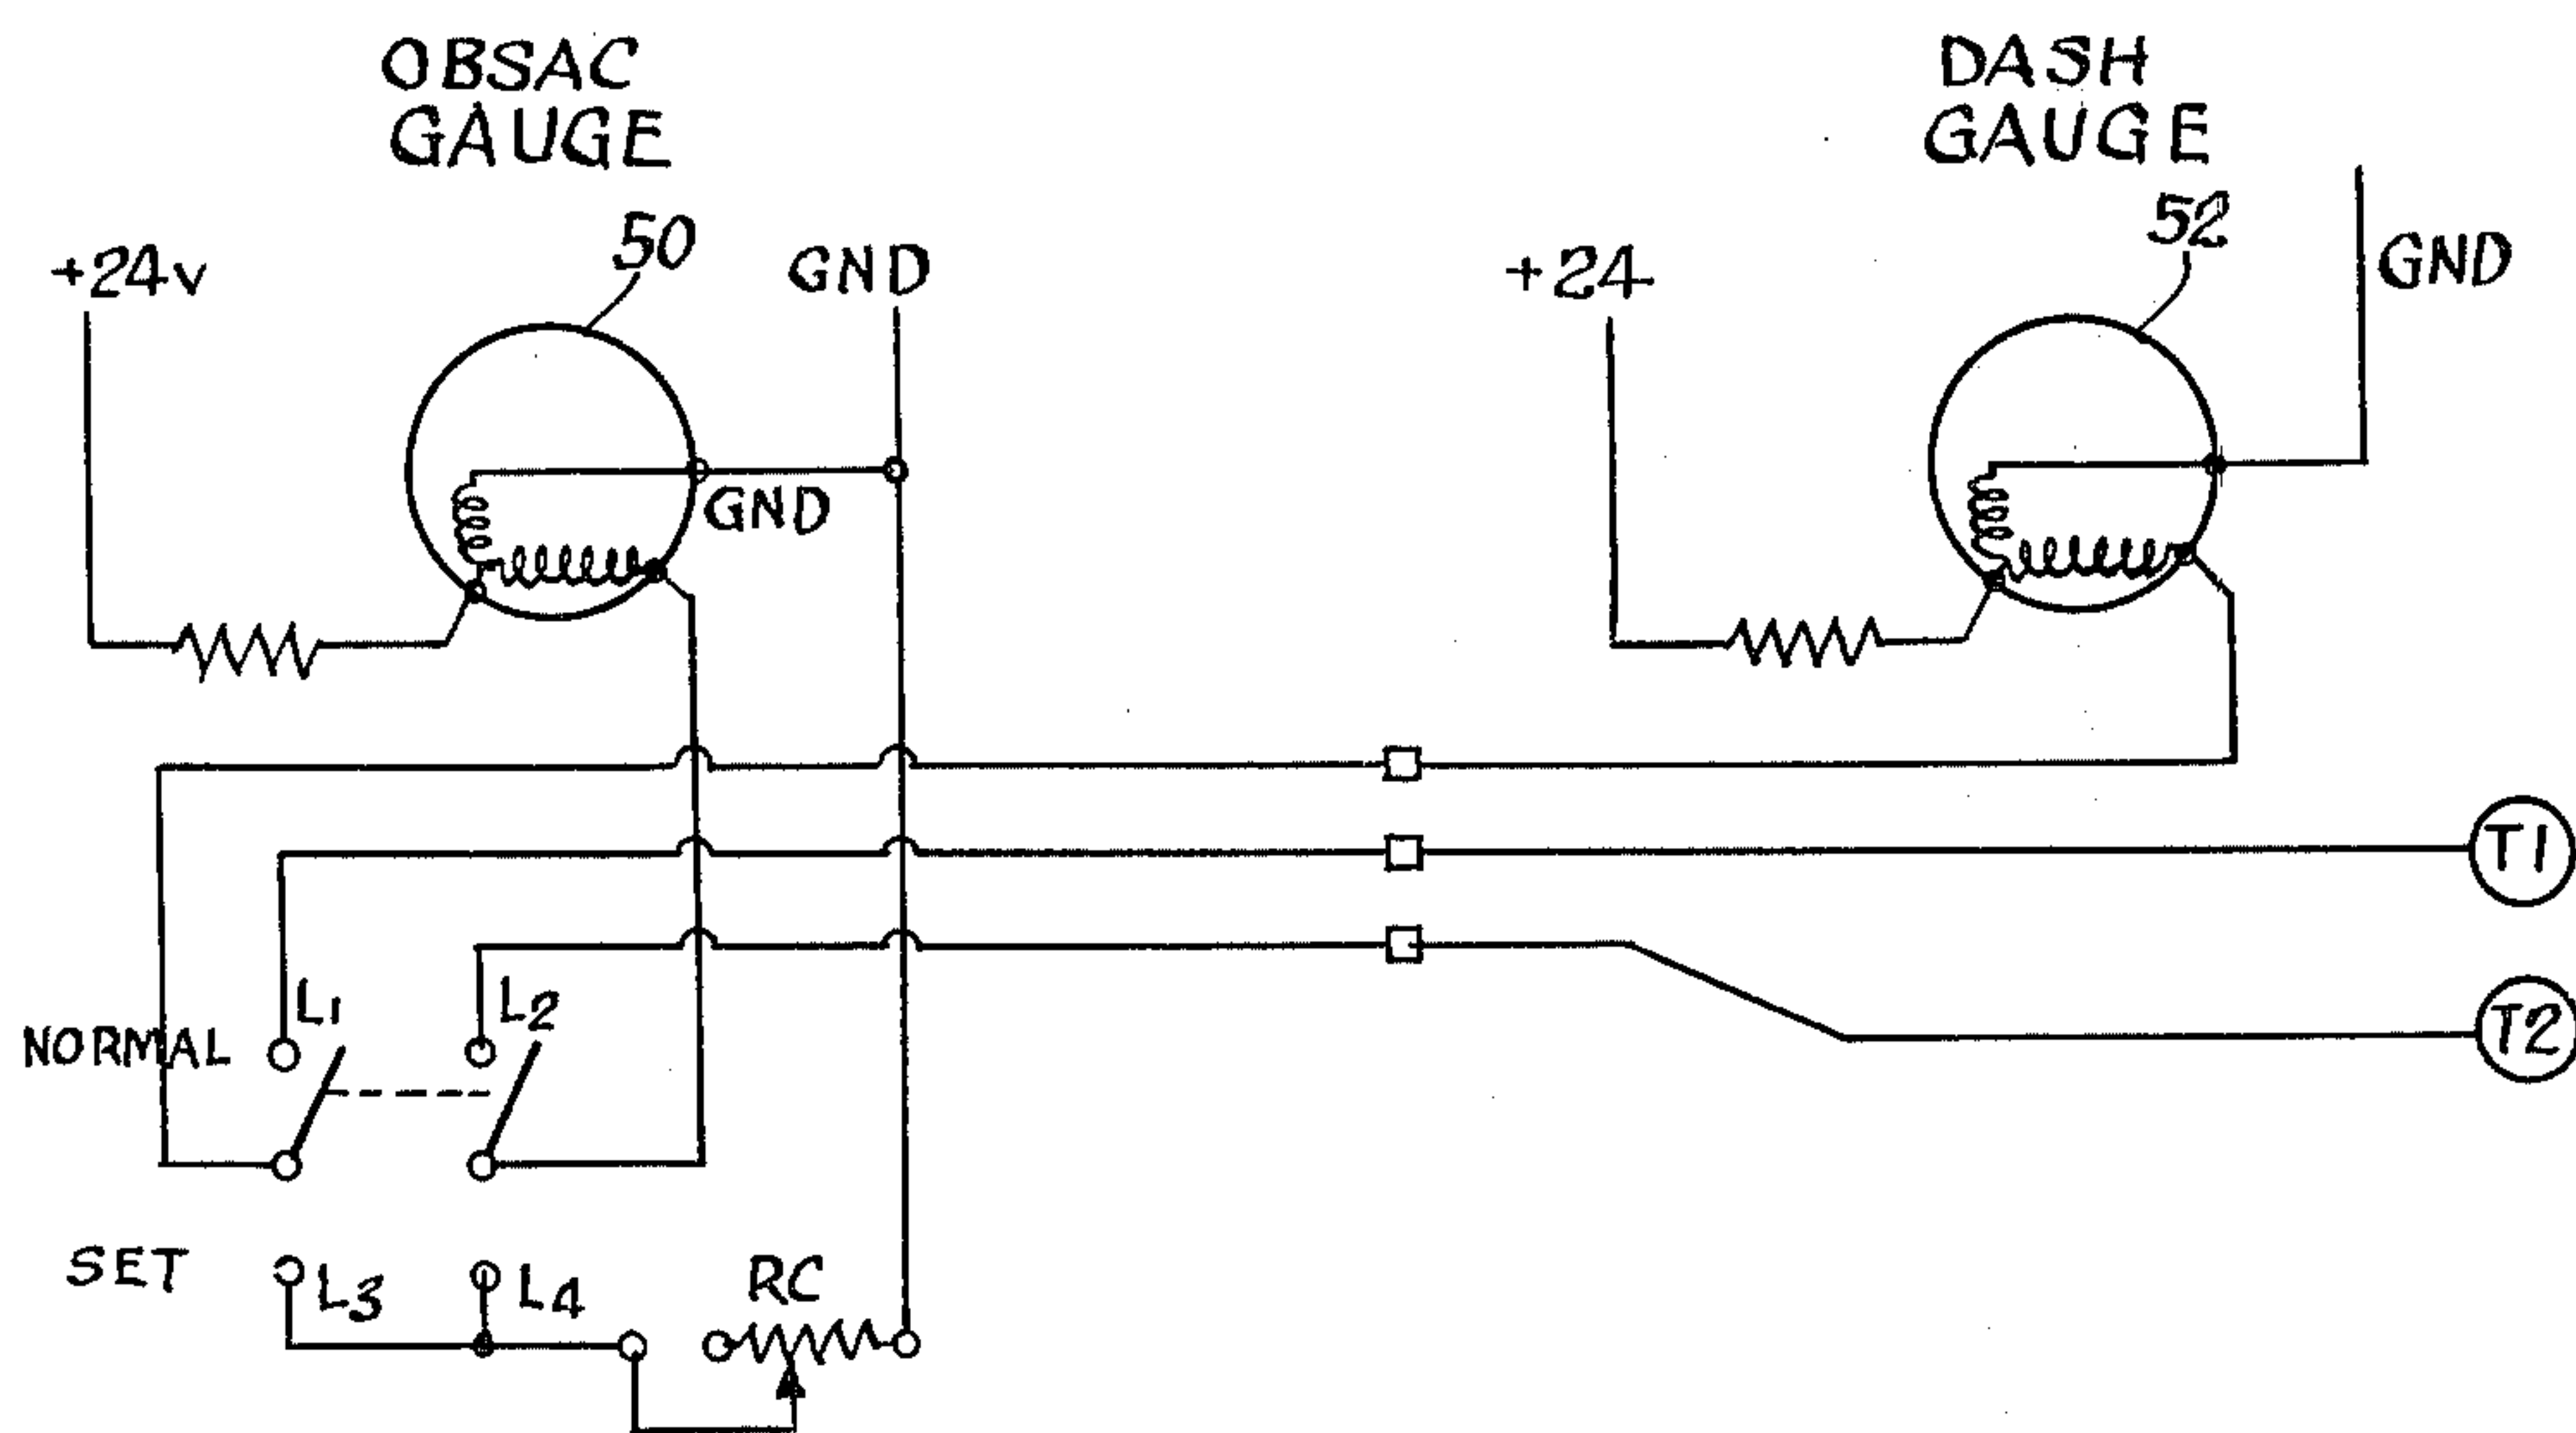 OBSAC
GAUGE
DASH
GAUGE
50
52
+24v
GND
+24
GND
GND
T1
L1
L2
NORMAL
T2
SET
L3
L4
RC